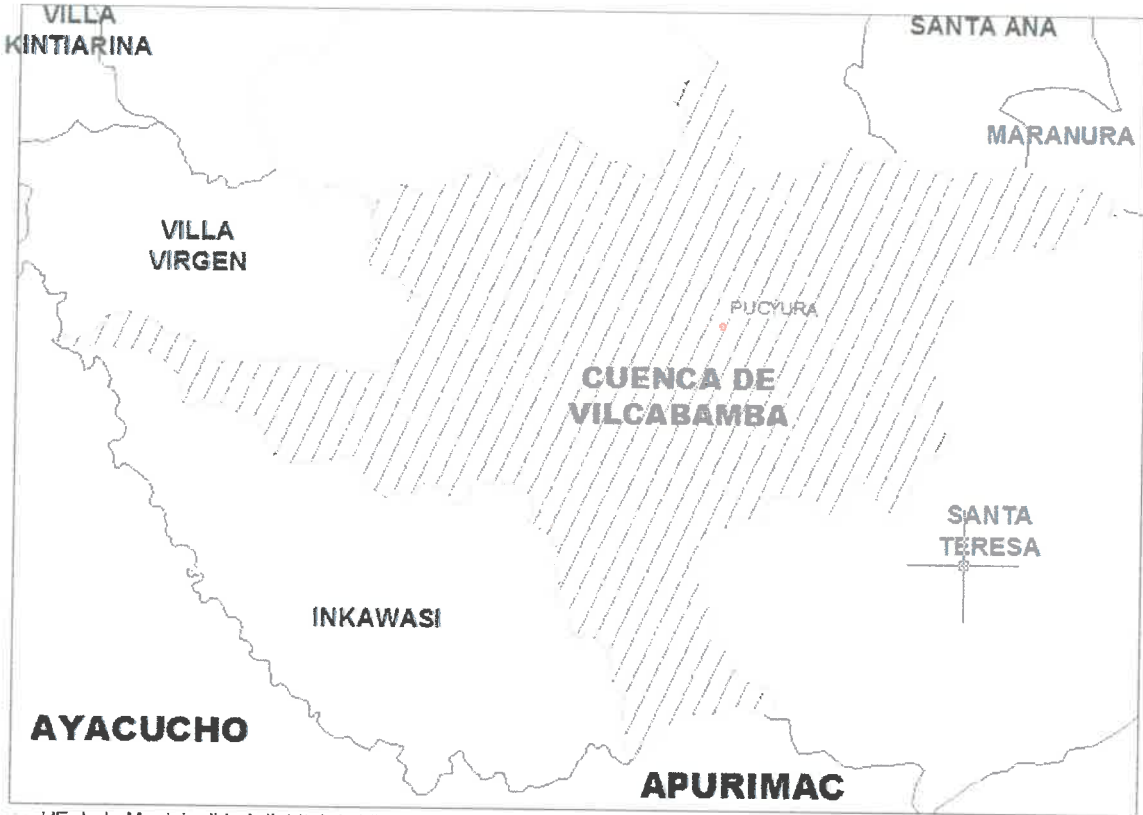 VILLA
KINTIARINA
SANTA ANA
MARANURA
VILLA
VIRGEN
PUCYURA
CUENCA DE
VILCABAMBA
SANTA
TERESA
INKAWASI
AYACUCHO
APURIMAC